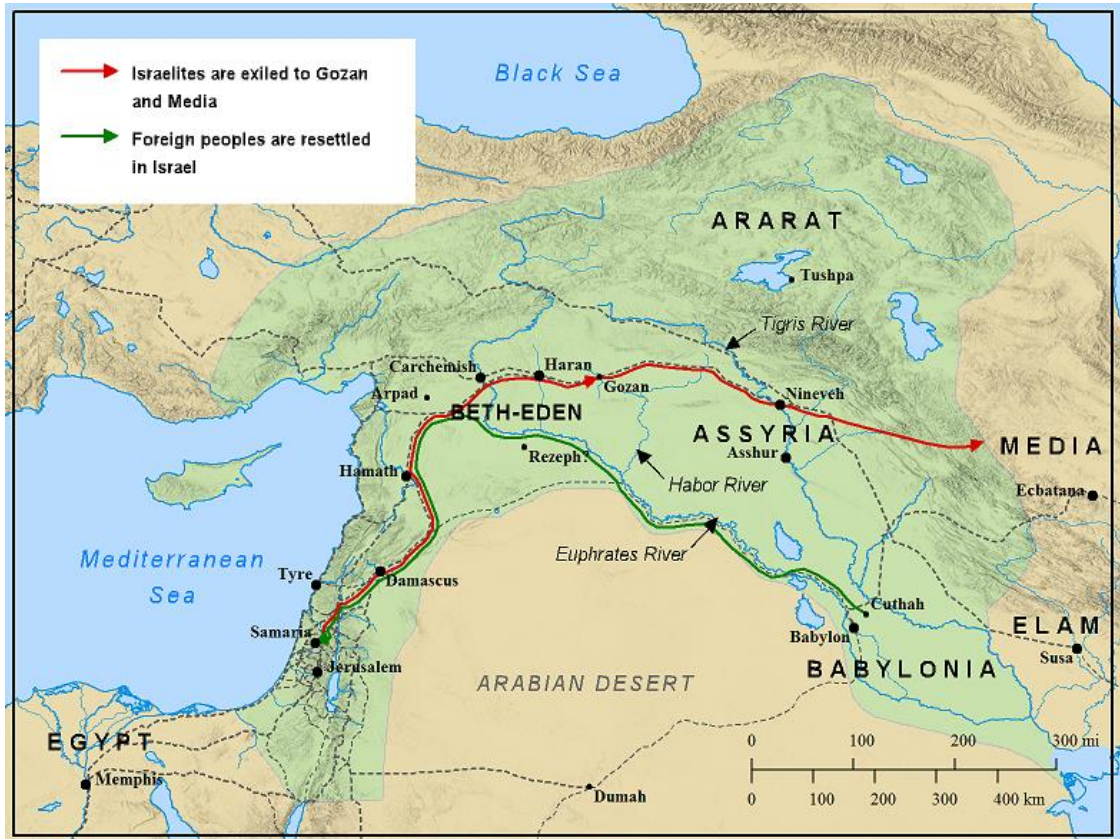 Israelites are exiled to Gozan
and Media
Foreign peoples are resettled
in Israel
Black Sea
ARARAT
Tushpa
Tigris River
Carchemish
Haran
Gozan
Arpad
BETH-EDEN
Nineveh
ASSYRIA
MEDIA
Rezeph?
Asshur
Hamath
Habor River
Ecbatana
Euphrates River
Mediterranean
Sea
Tyre
Damascus
Cuthah
Samaria
Babylon
ELAM
Susa
Jerusalem
ARABIAN DESERT
BABYLONIA
EGYPT
Memphis
Dumah
0 100 200 300 mi
0 100 200 300 400 km